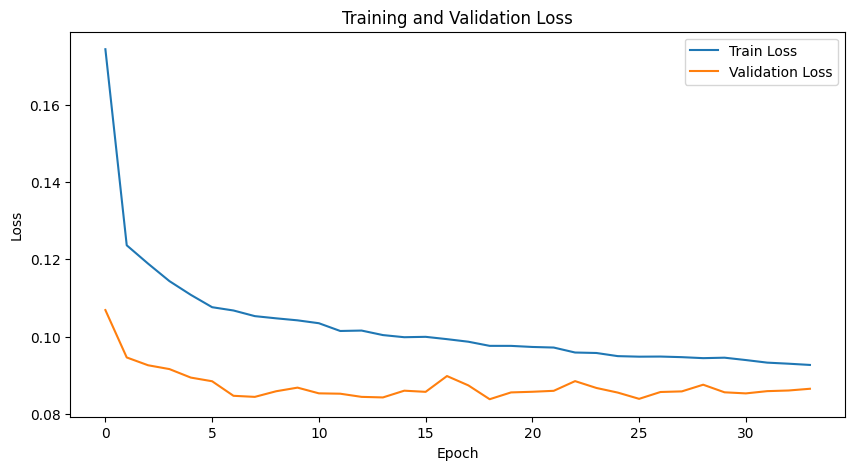 Training and Validation Loss
Train Loss
Validation Loss
0.16
0.14
0.12
0.10
0.08
Loss
0 5 10 15 20 25 30
Epoch